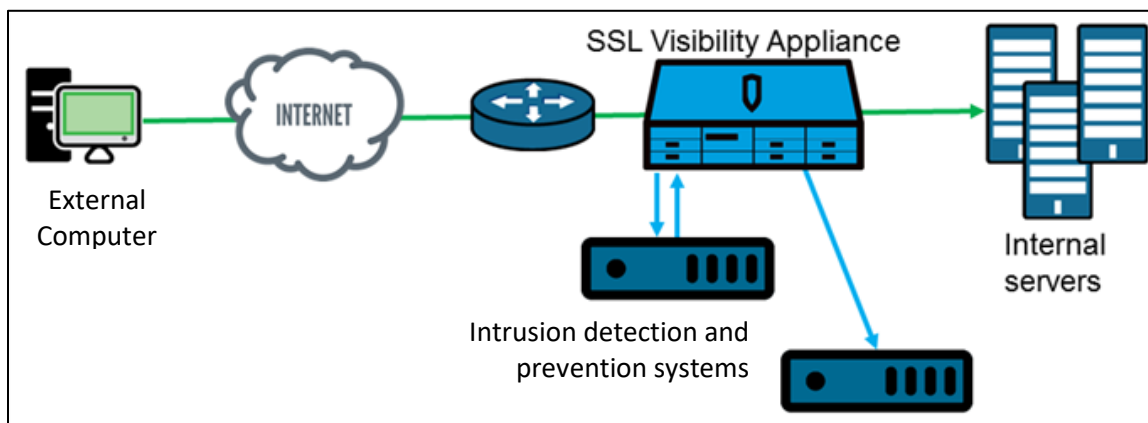 SSL Visibility Appliance
INTERNET
External
Computer
Internal
servers
Intrusion detection and
prevention systems